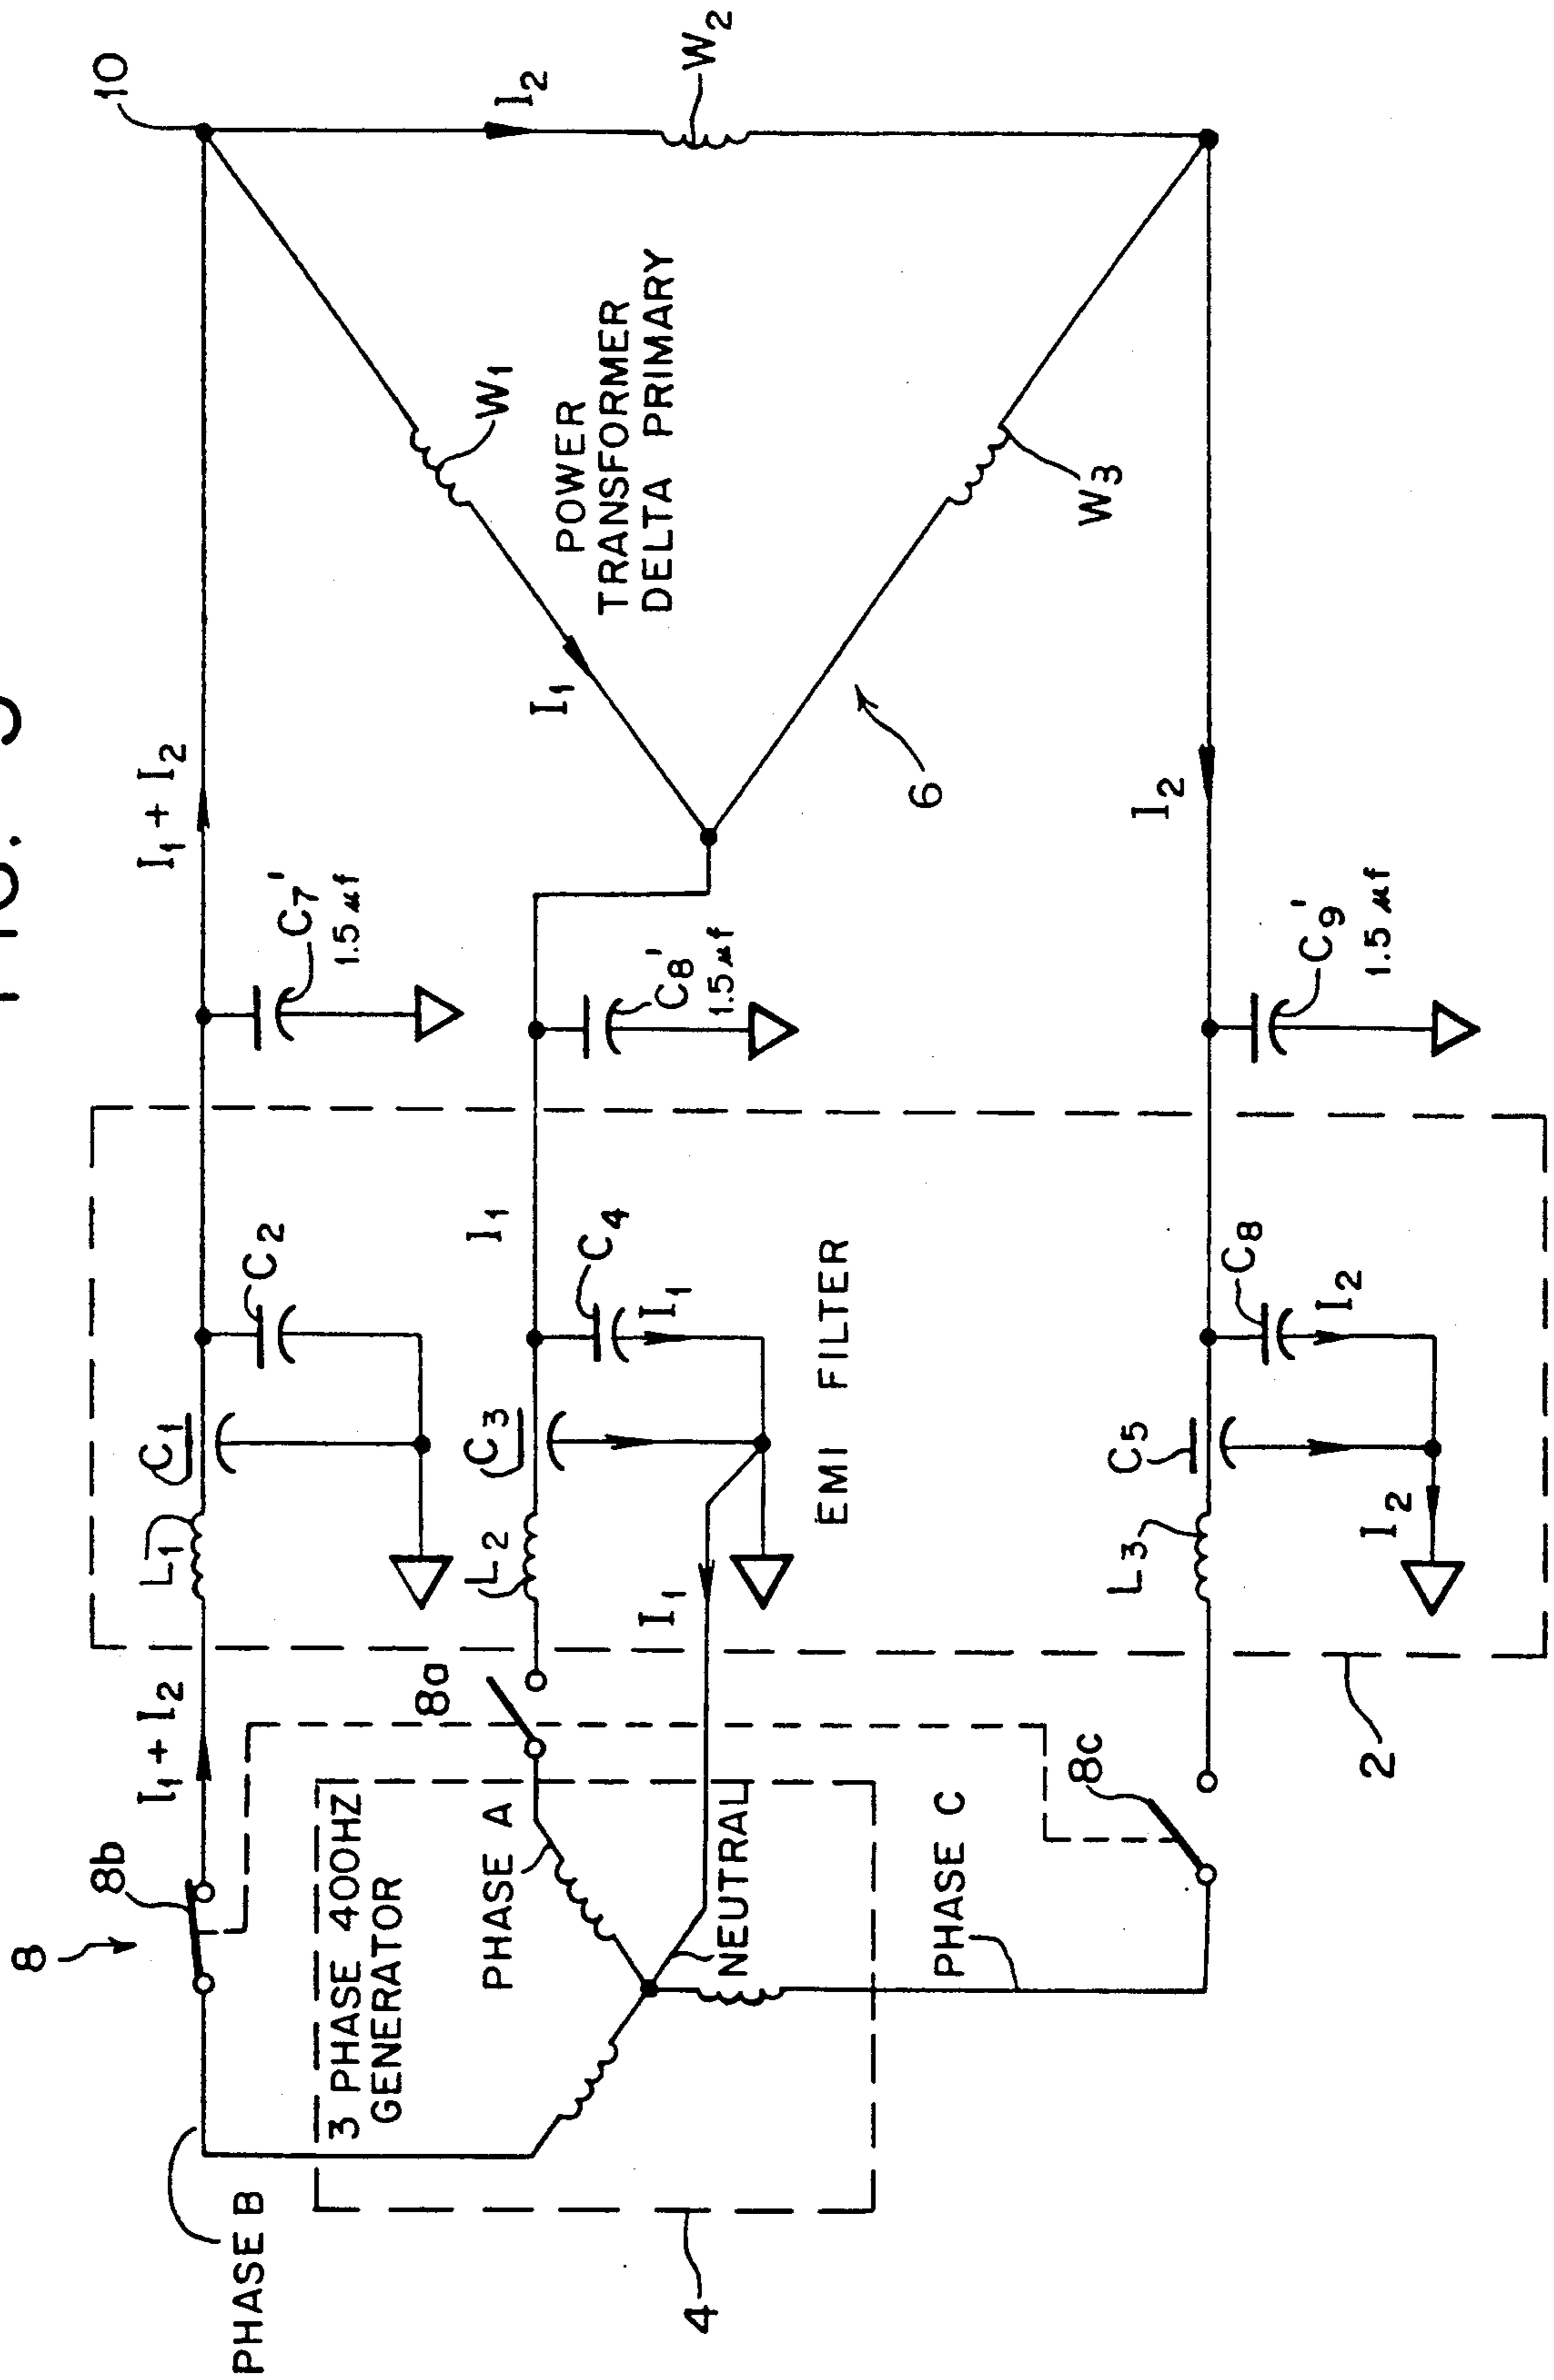 10
I2
W2
I1 + I2
W1
POWER
TRANSFORMER
DELTA PRIMARY
I1
W3
6
I2
C7'
1.5 µf
C8'
1.5 µf
C9'
1.5 µf
C2
I1
C4
I1
C8
I2
EMI FILTER
C1
C3
C5
I2
L1
L2
I1
L3
2
I1 + I2
8a
8c
8b
8
3 PHASE 400HZ
GENERATOR
PHASE A
NEUTRAL
PHASE C
PHASE B
4